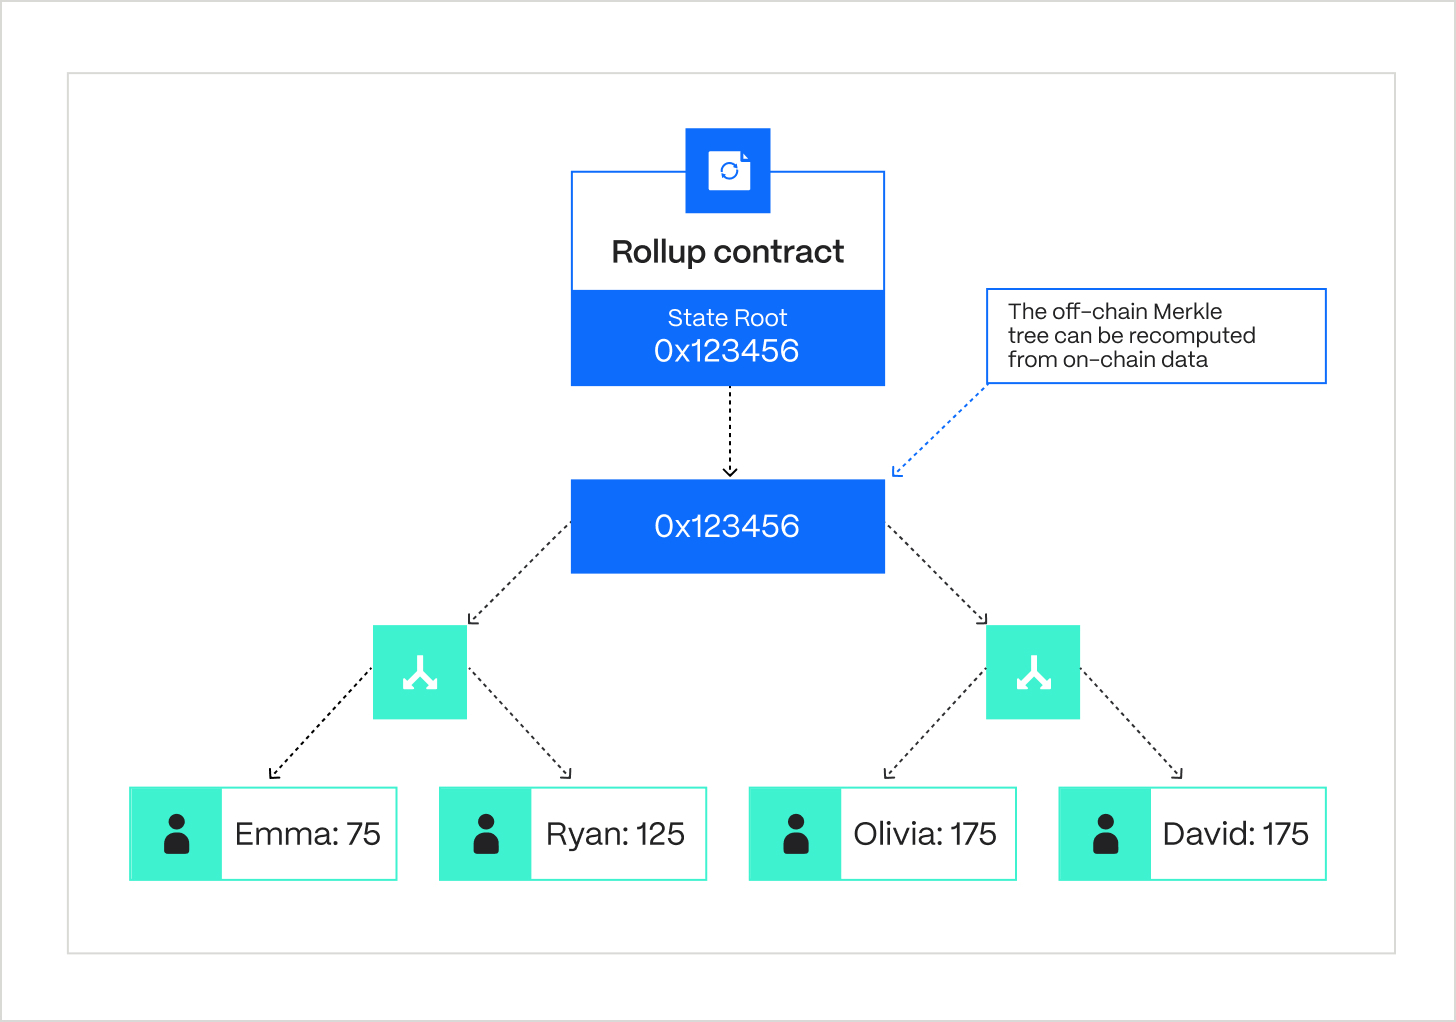 Rollup contract
State Root
0x123456
The off-chain Merkle
tree can be recomputed
from on-chain data
0x123456
Emma: 75
Ryan: 125
Olivia: 175
David: 175